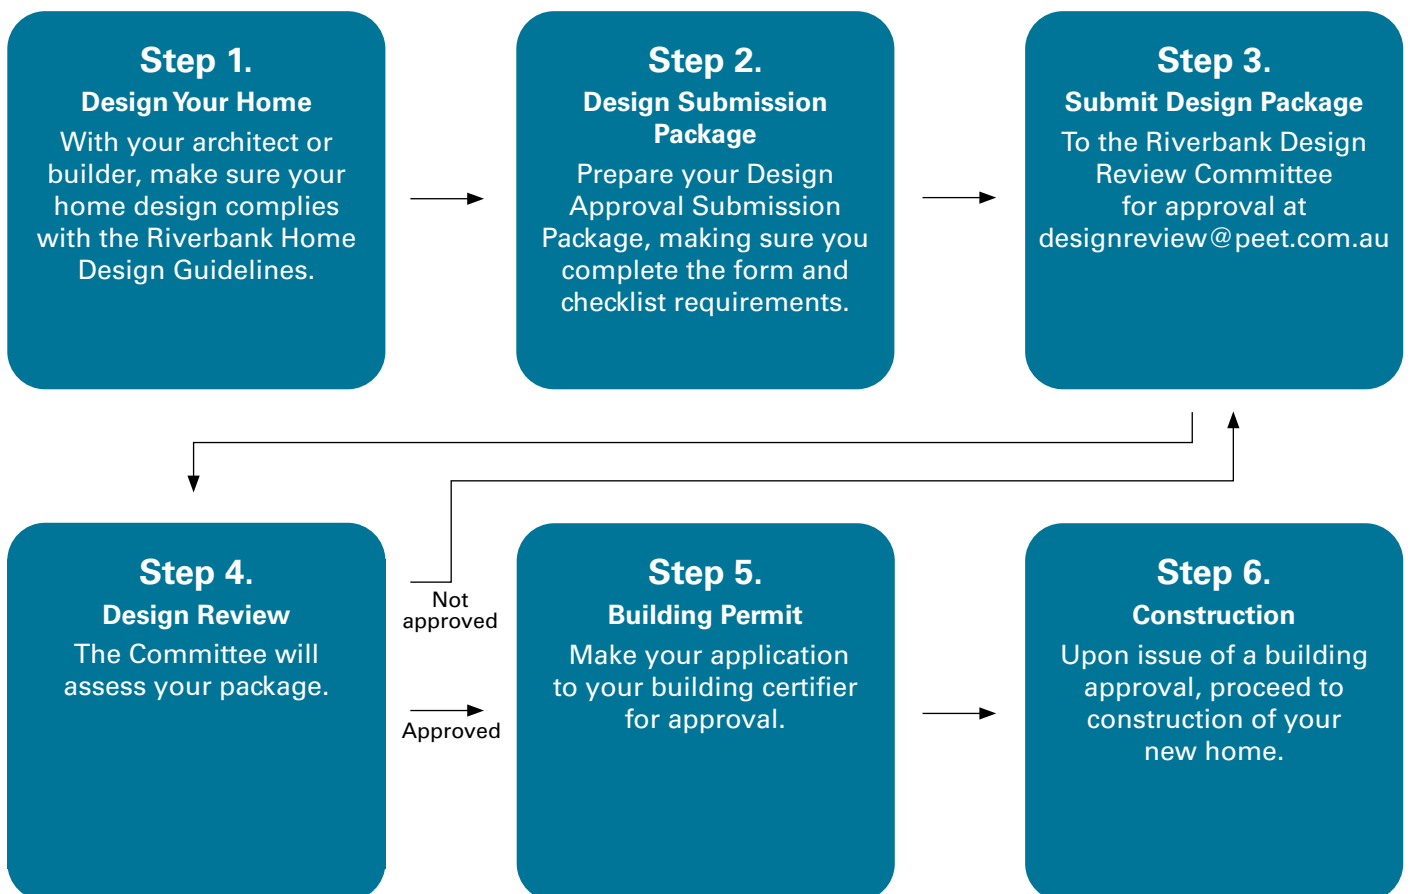 Step 1.
Design Your Home
With your architect or
builder, make sure your
home design complies
with the Riverbank Home
Design Guidelines.
Step 2.
Design Submission
Package
Prepare your Design
Approval Submission
Package, making sure you
complete the form and
checklist requirements.
Step 3.
Submit Design Package
To the Riverbank Design
Review Committee
for approval at
designreview@peet.com.au
Step 4.
Design Review
The Committee will
assess your package.
Not
approved
Approved
Step 5.
Building Permit
Make your application
to your building certifier
for approval.
Step 6.
Construction
Upon issue of a building
approval, proceed to
construction of your
new home.